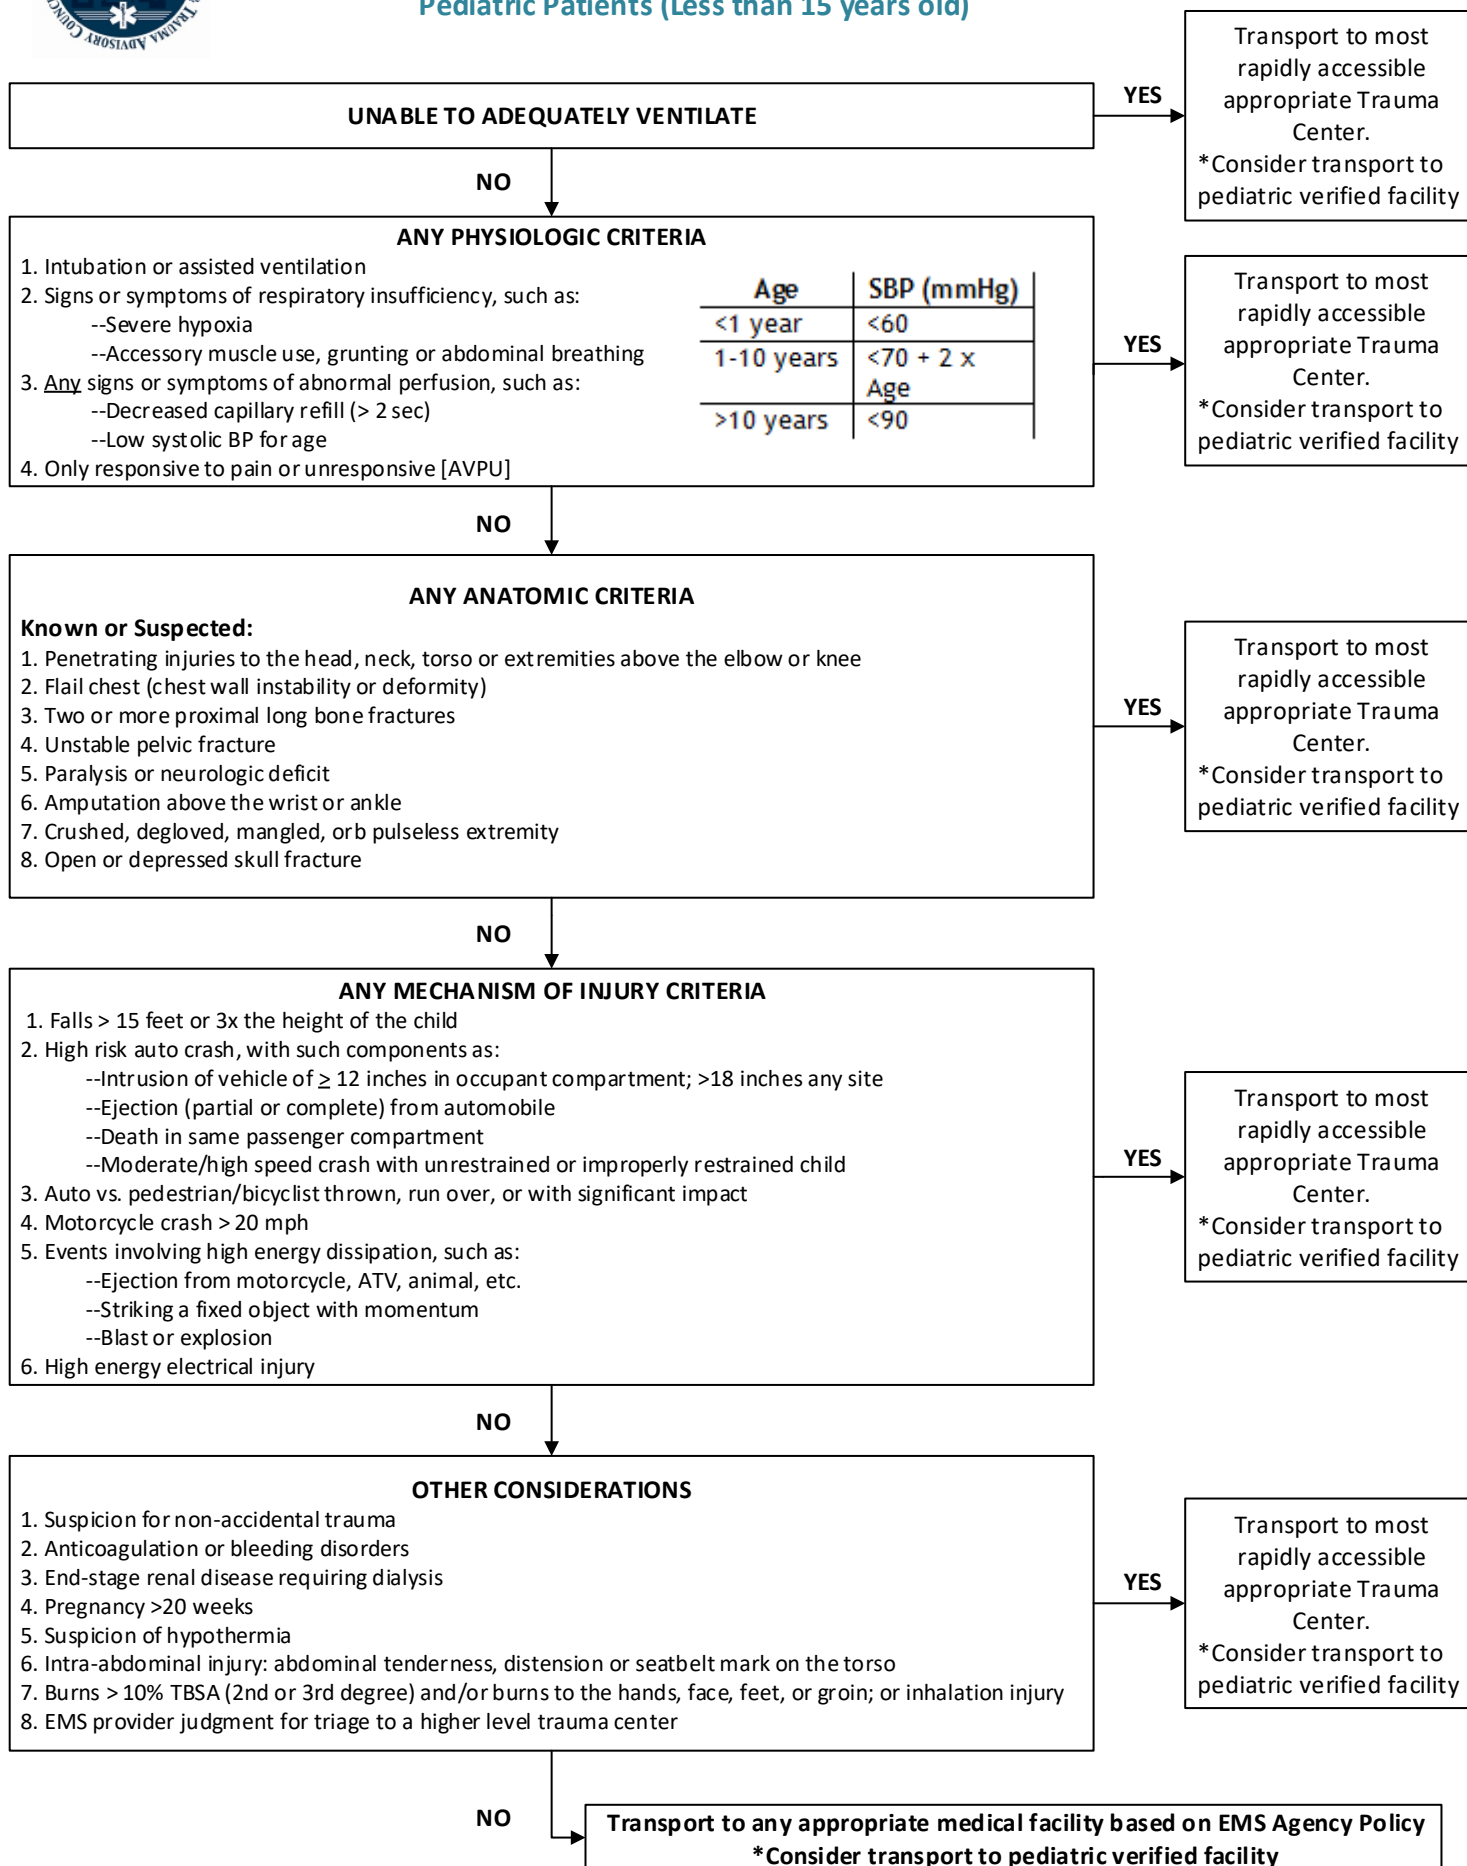 TRAUMA ADVISORY COUNC
Pediatric Patients (Less than 15 years old)
UNABLE TO ADEQUATELY VENTILATE
YES
Transport to most
rapidly accessible
appropriate Trauma
Center.
*Consider transport to
pediatric verified facility
NO
ANY PHYSIOLOGIC CRITERIA
1. Intubation or assisted ventilation
2. Signs or symptoms of respiratory insufficiency, such as:
--Severe hypoxia
--Accessory muscle use, grunting or abdominal breathing
3. Any signs or symptoms of abnormal perfusion, such as:
--Decreased capillary refill (> 2 sec)
--Low systolic BP for age
4. Only responsive to pain or unresponsive [AVPU]
Age SBP (mmHg)
<1 year <60
1-10 years <70 + 2 x
Age
>10 years <90
YES
Transport to most
rapidly accessible
appropriate Trauma
Center.
*Consider transport to
pediatric verified facility
NO
ANY ANATOMIC CRITERIA
Known or Suspected:
1. Penetrating injuries to the head, neck, torso or extremities above the elbow or knee
2. Flail chest (chest wall instability or deformity)
3. Two or more proximal long bone fractures
4. Unstable pelvic fracture
5. Paralysis or neurologic deficit
6. Amputation above the wrist or ankle
7. Crushed, degloved, mangled, orb pulseless extremity
8. Open or depressed skull fracture
YES
Transport to most
rapidly accessible
appropriate Trauma
Center.
*Consider transport to
pediatric verified facility
NO
ANY MECHANISM OF INJURY CRITERIA
1. Falls > 15 feet or 3x the height of the child
2. High risk auto crash, with such components as:
--Intrusion of vehicle of ≥ 12 inches in occupant compartment; >18 inches any site
--Ejection (partial or complete) from automobile
--Death in same passenger compartment
--Moderate/high speed crash with unrestrained or improperly restrained child
3. Auto vs. pedestrian/bicyclist thrown, run over, or with significant impact
4. Motorcycle crash > 20 mph
5. Events involving high energy dissipation, such as:
--Ejection from motorcycle, ATV, animal, etc.
--Striking a fixed object with momentum
--Blast or explosion
6. High energy electrical injury
YES
Transport to most
rapidly accessible
appropriate Trauma
Center.
*Consider transport to
pediatric verified facility
NO
OTHER CONSIDERATIONS
1. Suspicion for non-accidental trauma
2. Anticoagulation or bleeding disorders
3. End-stage renal disease requiring dialysis
4. Pregnancy >20 weeks
5. Suspicion of hypothermia
6. Intra-abdominal injury: abdominal tenderness, distension or seatbelt mark on the torso
7. Burns > 10% TBSA (2nd or 3rd degree) and/or burns to the hands, face, feet, or groin; or inhalation injury
8. EMS provider judgment for triage to a higher level trauma center
YES
Transport to most
rapidly accessible
appropriate Trauma
Center.
*Consider transport to
pediatric verified facility
NO
Transport to any appropriate medical facility based on EMS Agency Policy
*Consider transport to pediatric verified facility